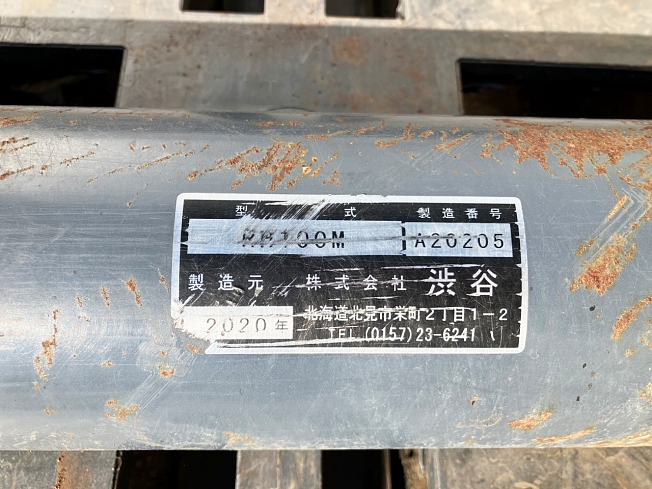 型 式 製造番号
RM100M A20205
製造元 株式会社 渋谷
2020年 北海道北見市栄町2丁目1-2
TEL (0157)23-6241